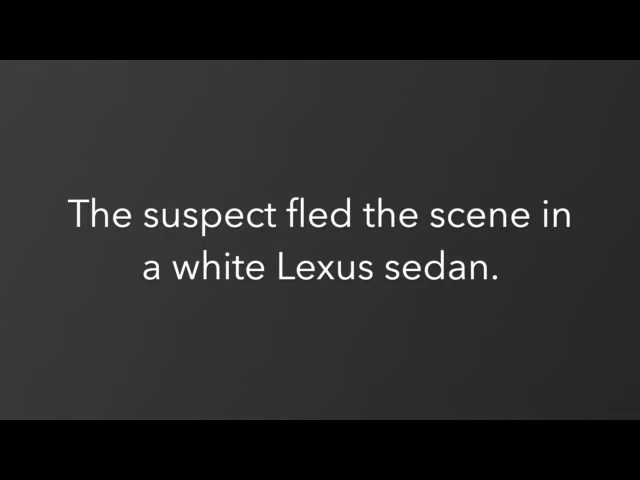 The suspect fled the scene in
a white Lexus sedan.